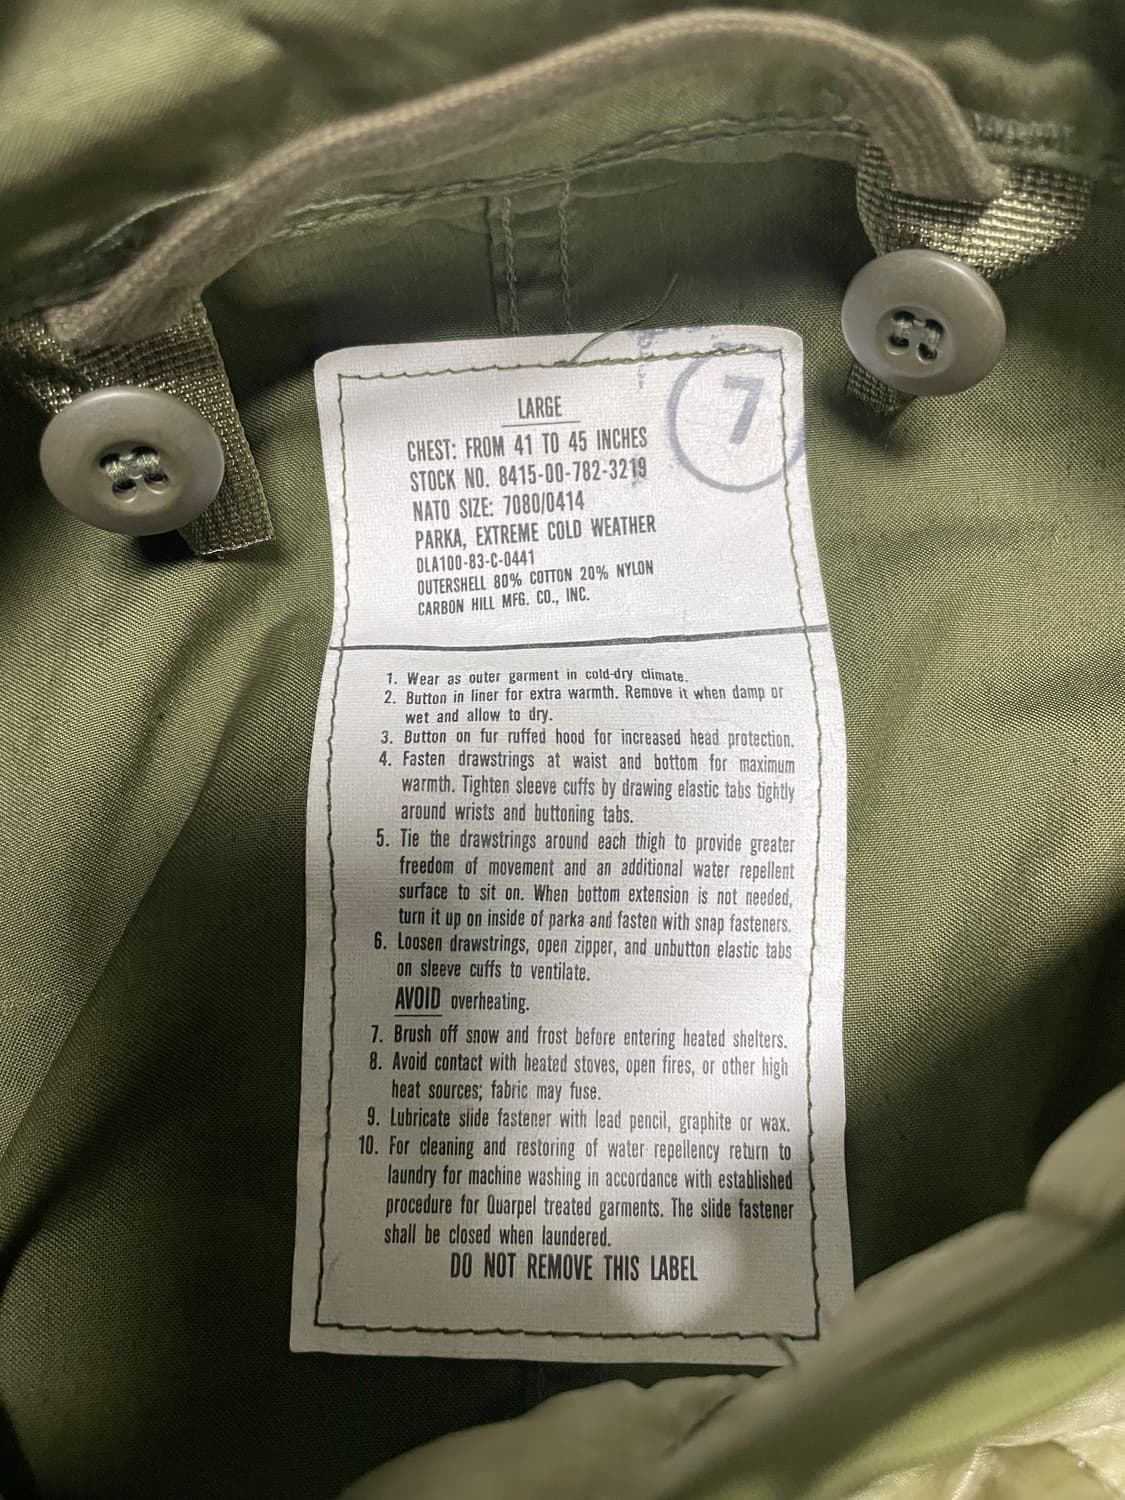 7
LARGE
CHEST: FROM 41 TO 45 INCHES
STOCK NO. 8415-00-782-3219
NATO SIZE: 7080/0414
PARKA, EXTREME COLD WEATHER
DLA100-83-C-0441
OUTERSHELL 80% COTTON 20% NYLON
CARBON HILL MFG. CO., INC.
1. Wear as outer garment in cold-dry climate.
2. Button in liner for extra warmth. Remove it when damp or
wet and allow to dry.
3. Button on fur ruffed hood for increased head protection.
4. Fasten drawstrings at waist and bottom for maximum
warmth. Tighten sleeve cuffs by drawing elastic tabs tightly
around wrists and buttoning tabs.
5. Tie the drawstrings around each thigh to provide greater
freedom of movement and an additional water repellent
surface to sit on. When bottom extension is not needed,
turn it up on inside of parka and fasten with snap fasteners.
6. Loosen drawstrings, open zipper, and unbutton elastic tabs
on sleeve cuffs to ventilate.
AVOID overheating.
7. Brush off snow and frost before entering heated shelters.
8. Avoid contact with heated stoves, open fires, or other high
heat sources; fabric may fuse.
9. Lubricate slide fastener with lead pencil, graphite or wax.
10. For cleaning and restoring of water repellency return to
laundry for machine washing in accordance with established
procedure for Quarpel treated garments. The slide fastener
shall be closed when laundered.
DO NOT REMOVE THIS LABEL